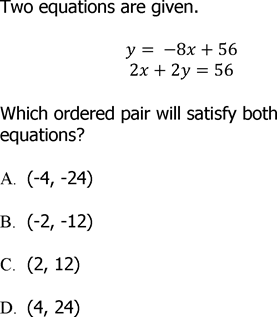 Two equations are given.
y = −8x + 56
2x + 2y = 56
Which ordered pair will satisfy both
equations?
A. (-4, -24)
B. (-2, -12)
C. (2, 12)
D. (4, 24)